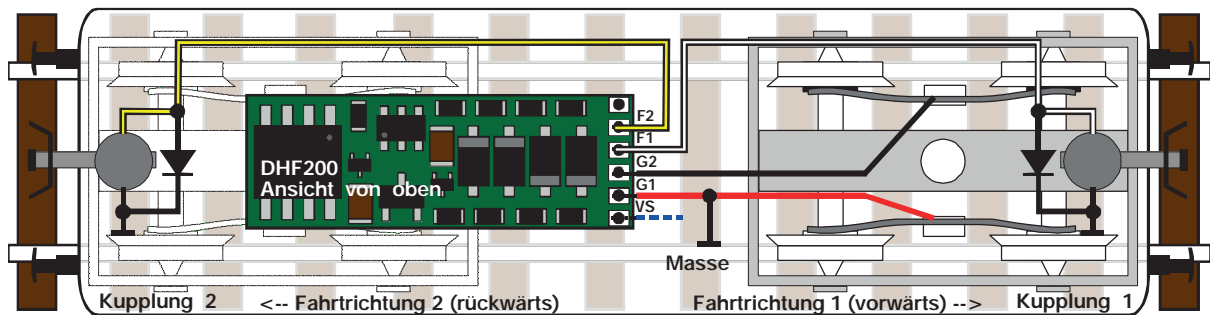 F2
F1
G2
G1
VS
DHF200
Ansicht von oben
Masse
Kupplung 2
<-- Fahrtrichtung 2 (rückwärts)
Fahrtrichtung 1 (vorwärts) -->
Kupplung 1